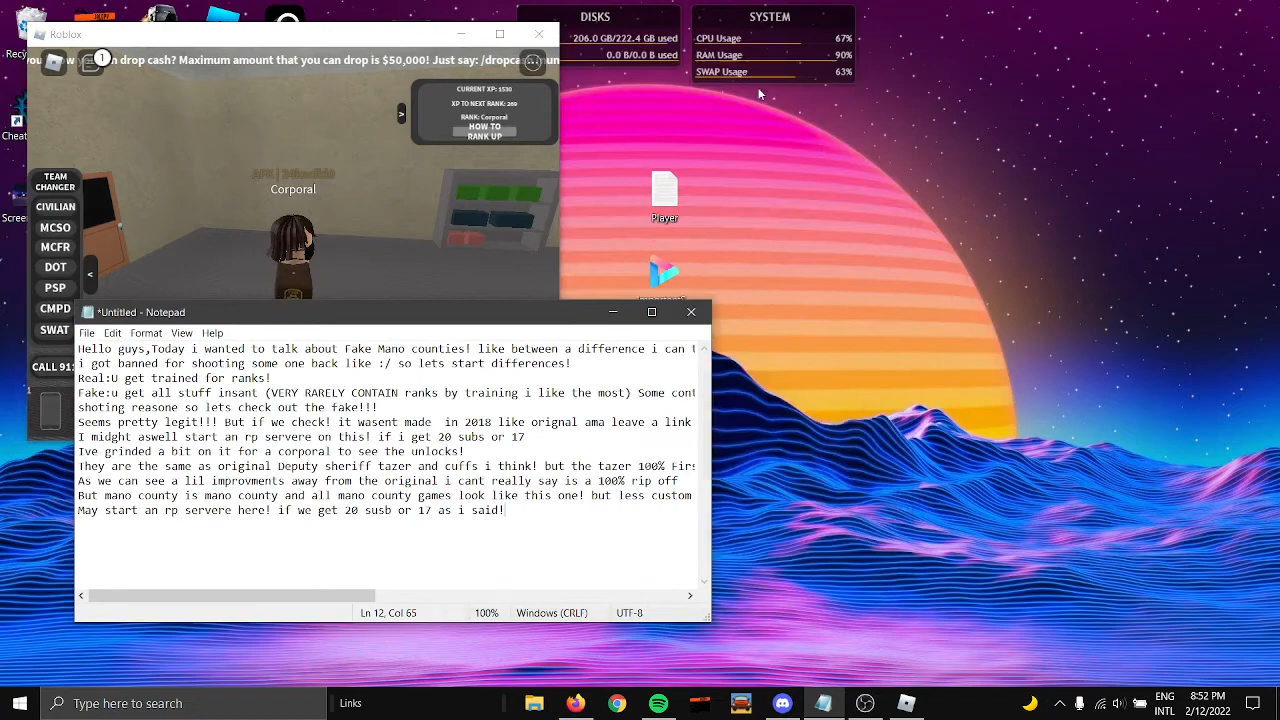 Roblox
1
n drop cash? Maximum amount that you can drop is $50,000! Just say: /dropcash
CURRENT XP: 1530
XP TO NEXT RANK: 269
RANK: Corporal
HOW TO
RANK UP
>
Corporal
TEAM
CHANGER
CIVILIAN
MCSO
MCFR
DOT
PSP
CMPD
SWAT
CALL 911
<
DISKS
206.0 GB/222.4 GB used
0.0 B/0.0 B used
SYSTEM
CPU Usage 67%
RAM Usage 90%
SWAP Usage 63%
Player
*Untitled - Notepad
File Edit Format View Help
Hello guys,Today i wanted to talk about Fake Mano counties! like between a difference i can
i got banned for shooting some one back like :/ so lets start differences!
Real:U get trained for ranks!
Fake:u get all stuff insant (VERY RARELY CONTAIN ranks by training i like the most) Some
shoting reasone so lets check out the fake!!!
Seems pretty legit!!! But if we check! it wasent made  in 2018 like orignal ama leave a link
I midght aswell start an rp servere on this! if i get 20 subs or 17
Ive grinded a bit on it for a corporal to see the unlocks!
They are the same as original Deputy sheriff tazer and cuffs i think! but the tazor 100%
As we can see a lil improvments away from the original i cant really say is a 100% rip off
But mano county is mano county and all mano county games look like this one! but less custom
May start an rp servere here! if we get 20 susb or 17 as i said!
Ln 12, Col 65 100% Windows (CRLF) UTF-8
Type here to search
Links
ENG
INTL
8:52 PM
2/12/2022